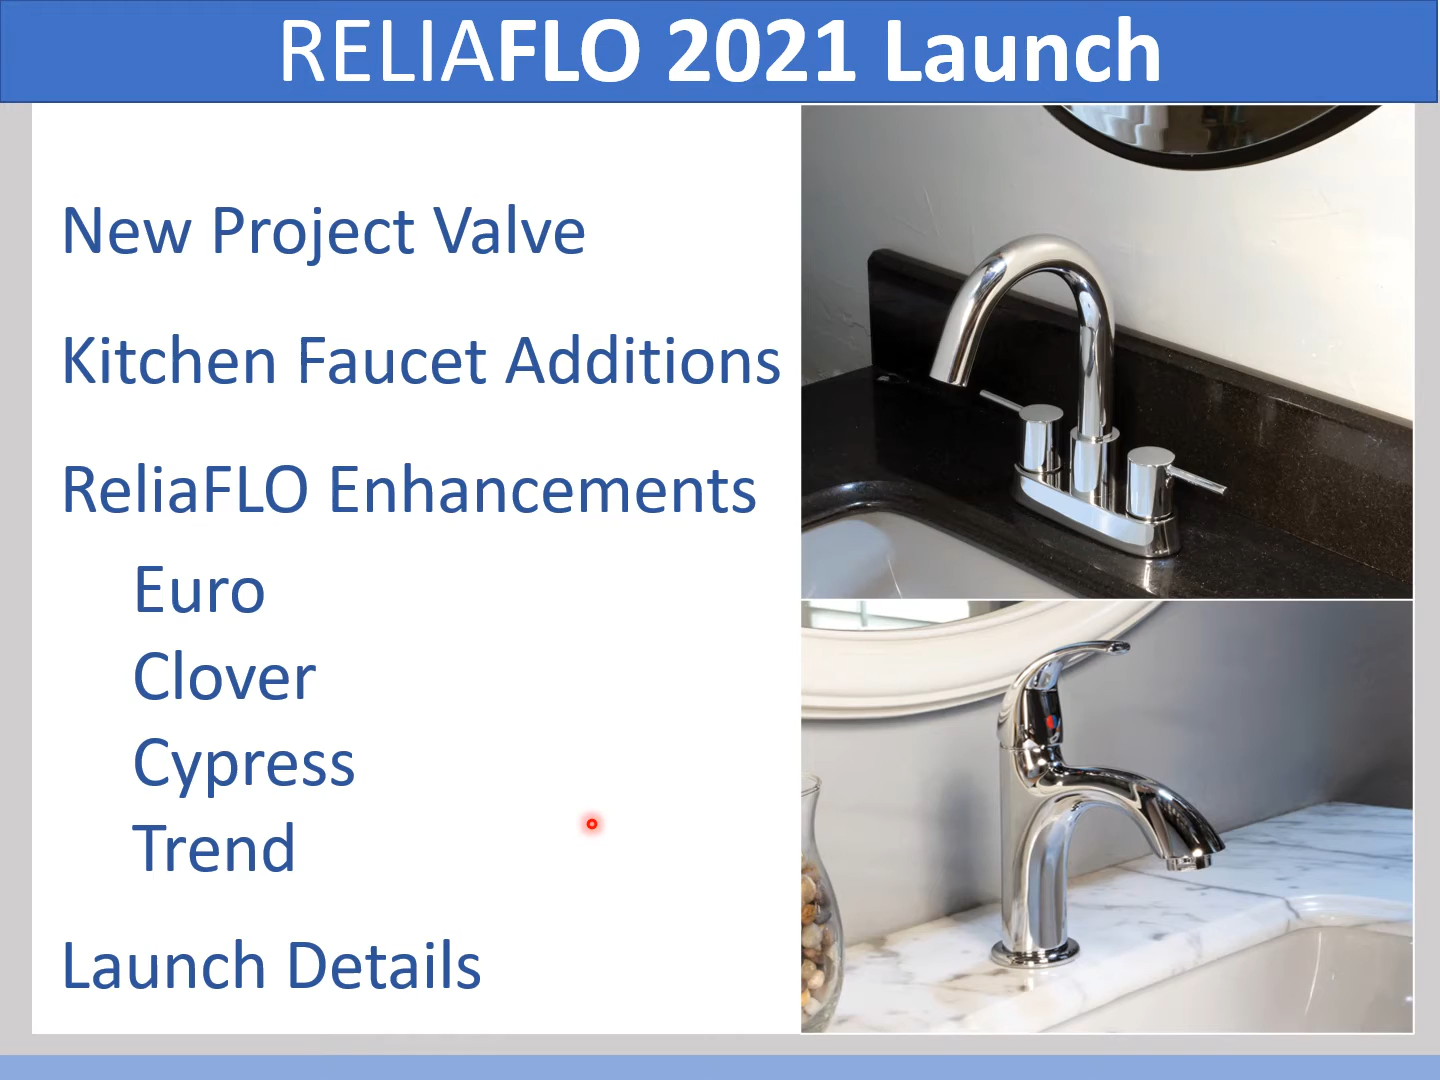 RELIAFLO 2021 Launch
New Project Valve
Kitchen Faucet Additions
ReliaFLO Enhancements
Euro
Clover
Cypress
Trend
Launch Details